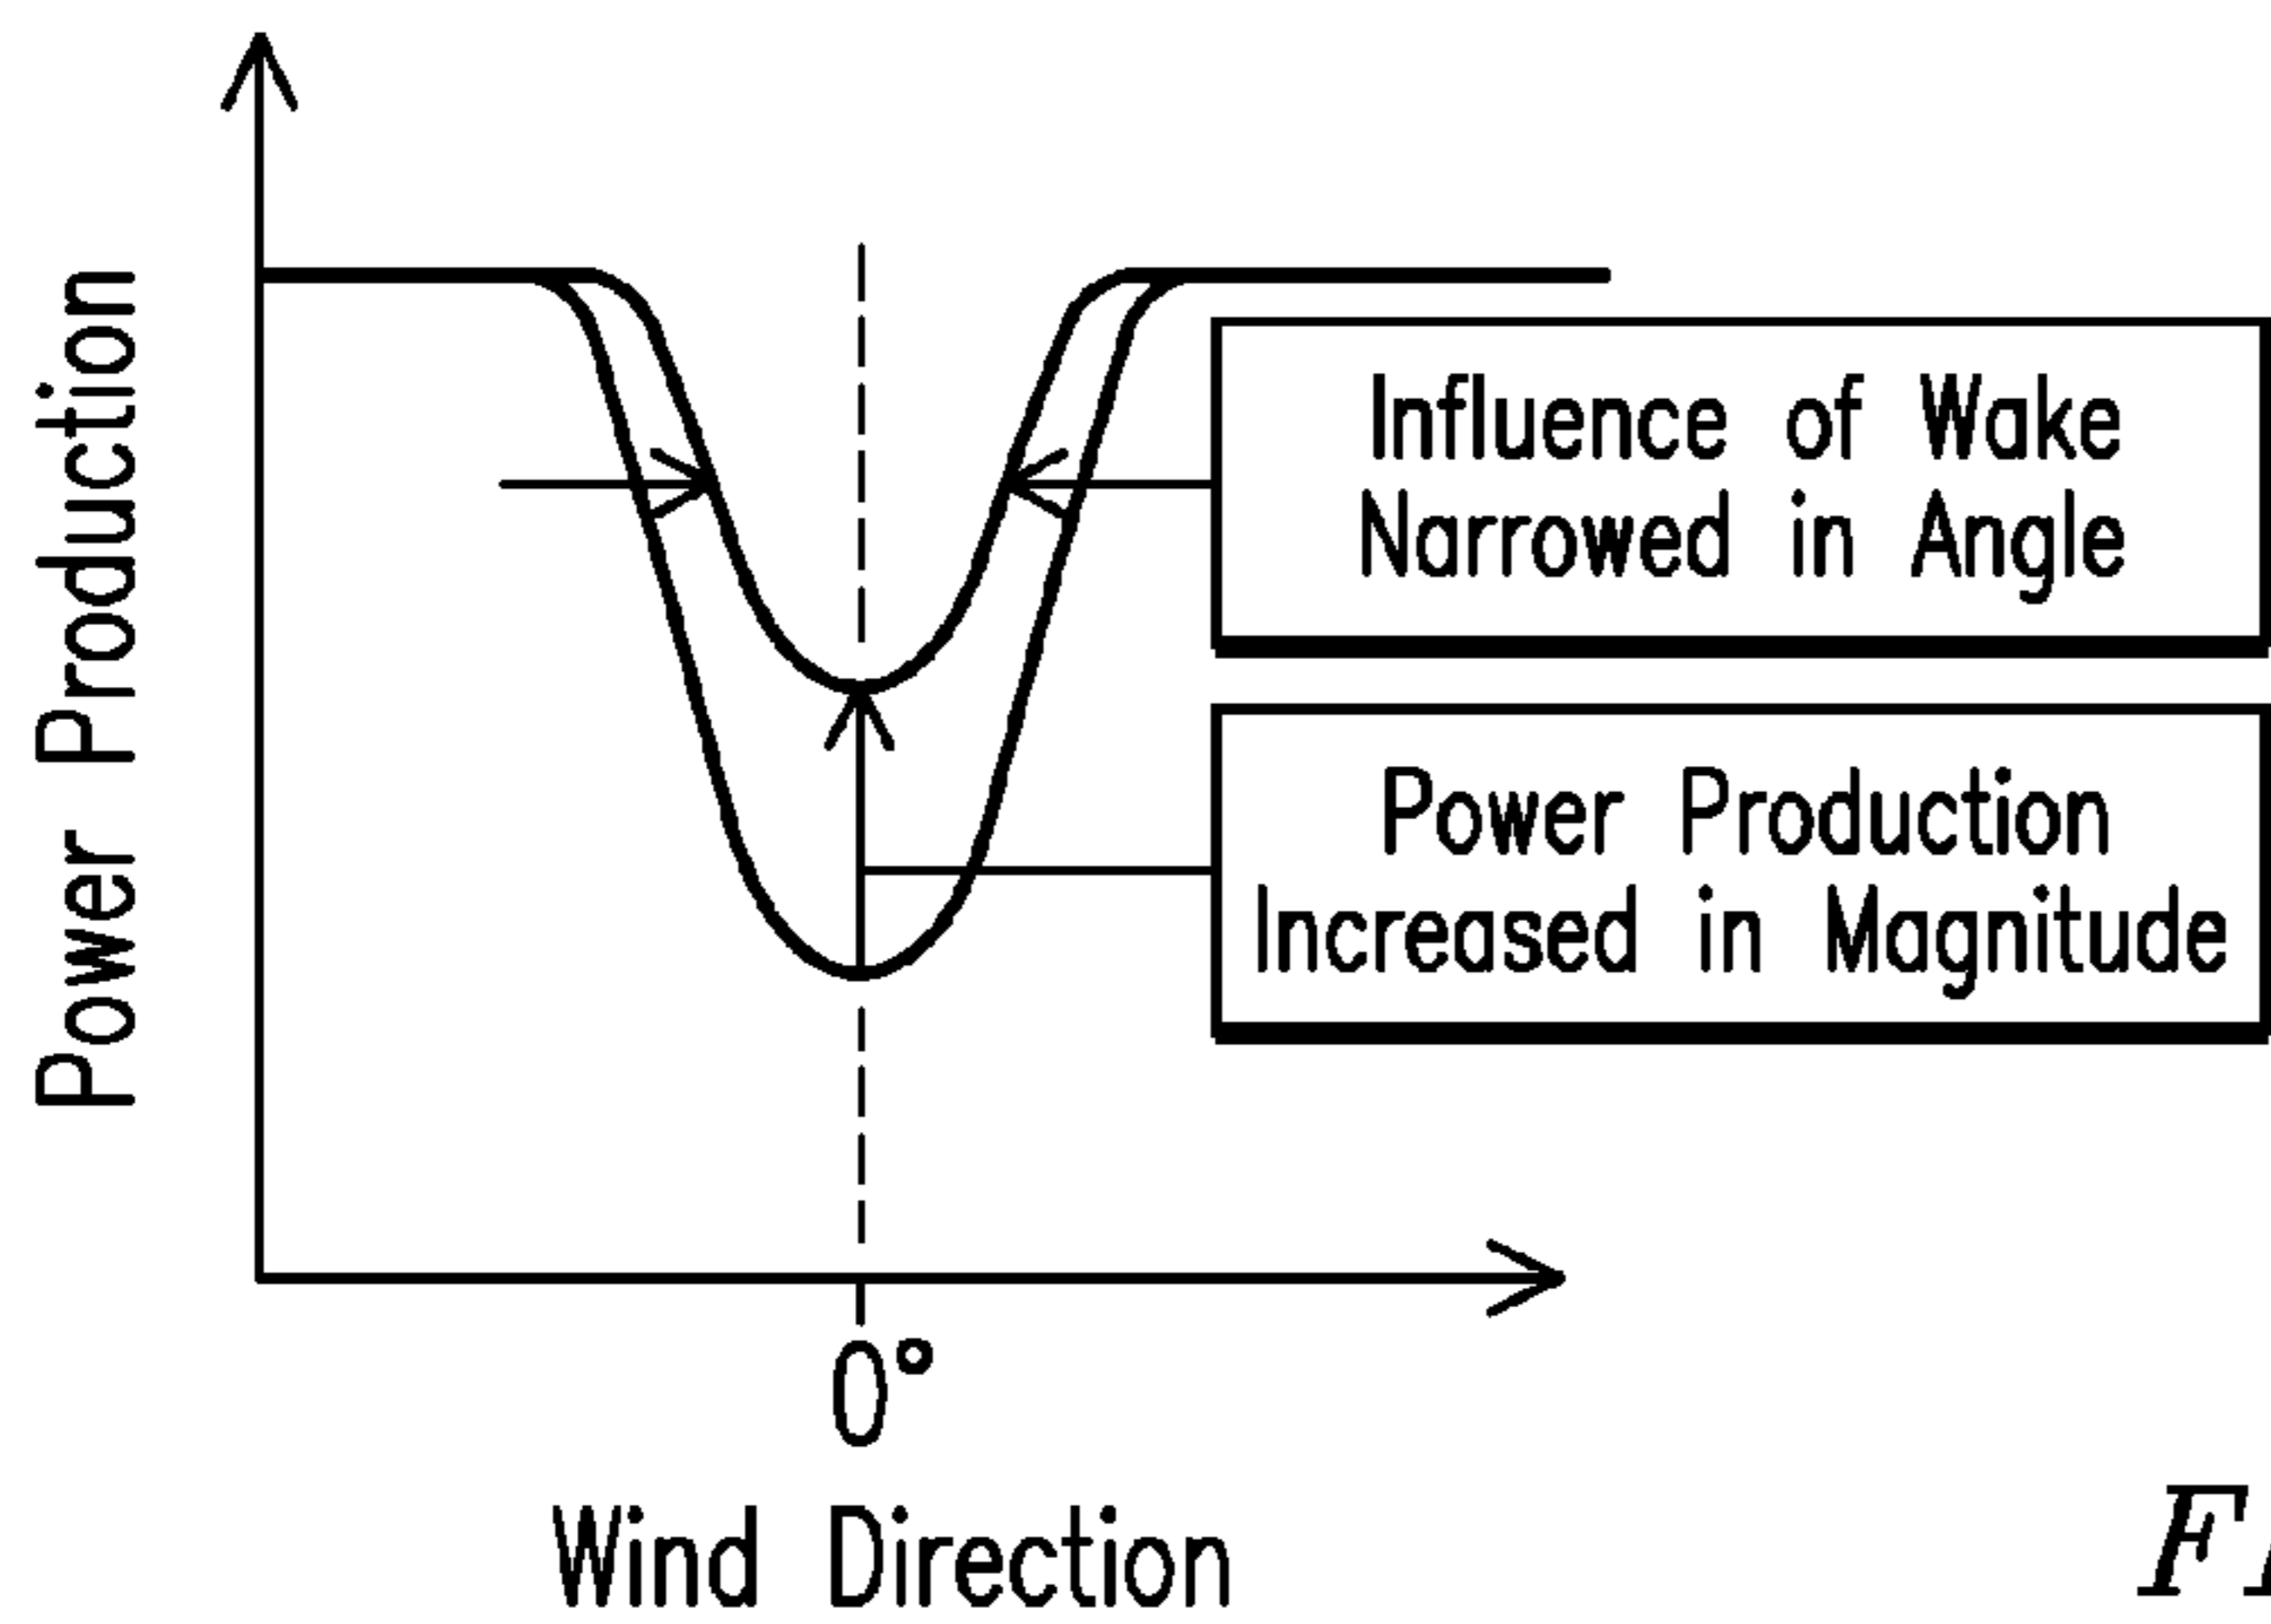 Power Production
Influence of Wake
Narrowed in Angle
Power Production
Increased in Magnitude
0°
Wind Direction